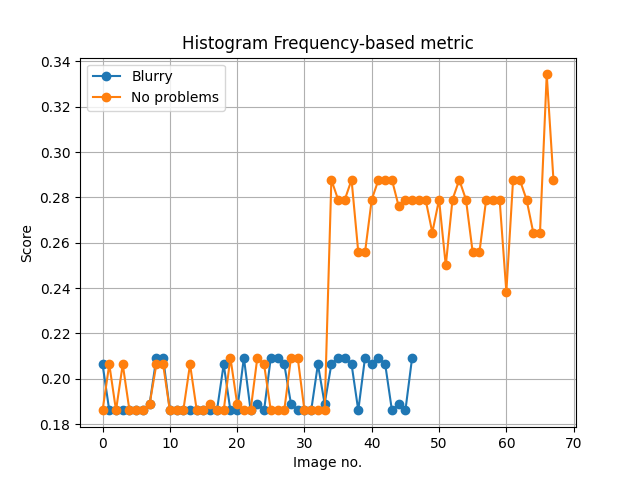 Histogram Frequency-based metric
Blurry
No problems
0.34
0.32
0.30
0.28
0.26
0.24
0.22
0.20
0.18
Score
0 10 20 30 40 50 60 70
Image no.